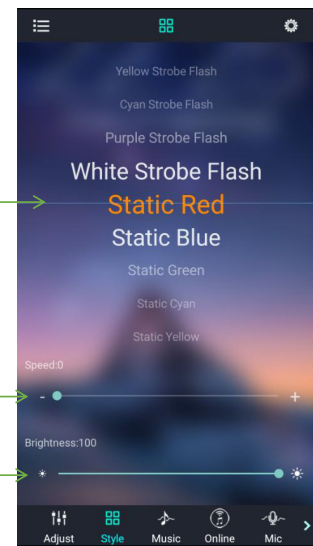 Yellow Strobe Flash
Cyan Strobe Flash
Purple Strobe Flash
White Strobe Flash
Static Red
Static Blue
Static Green
Static Cyan
Static Yellow
Speed:0
- +
Brightness:100
Adjust Style Music Online Mic